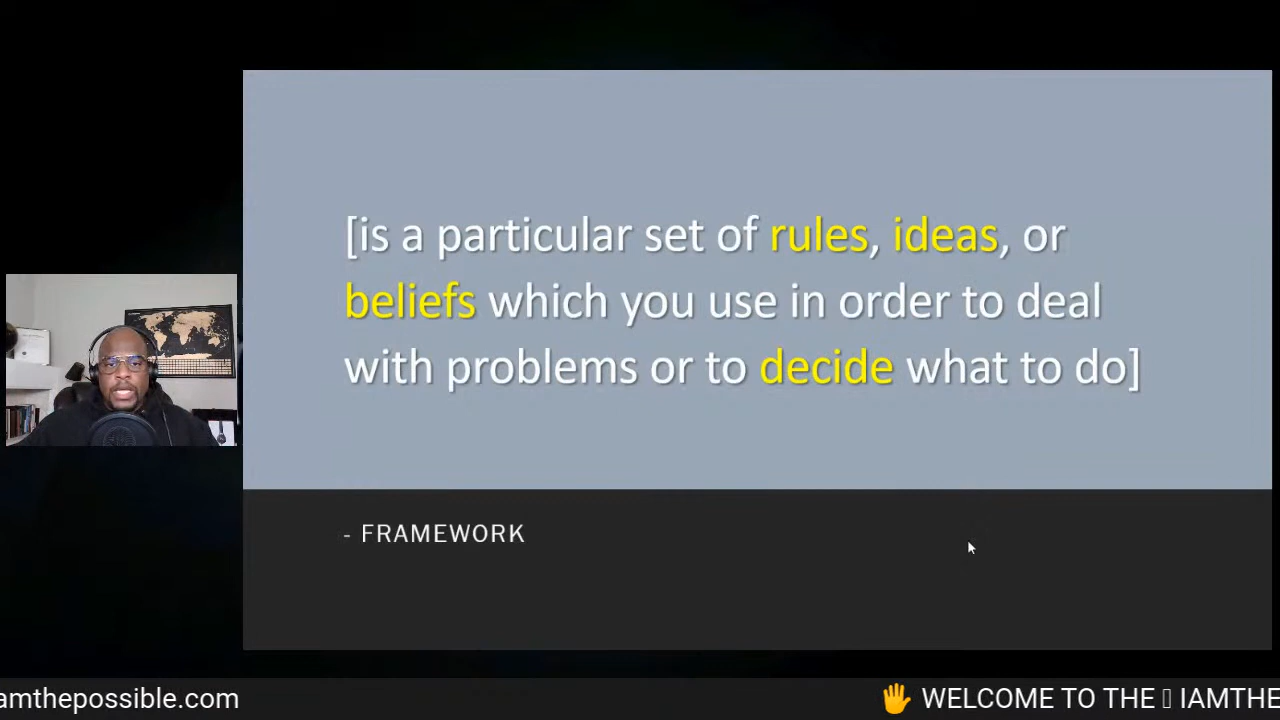 [is a particular set of rules, ideas, or
beliefs which you use in order to deal
with problems or to decide what to do]
- FRAMEWORK
amthepossible.com
🖐 WELCOME TO THE ▯ IAMTHE